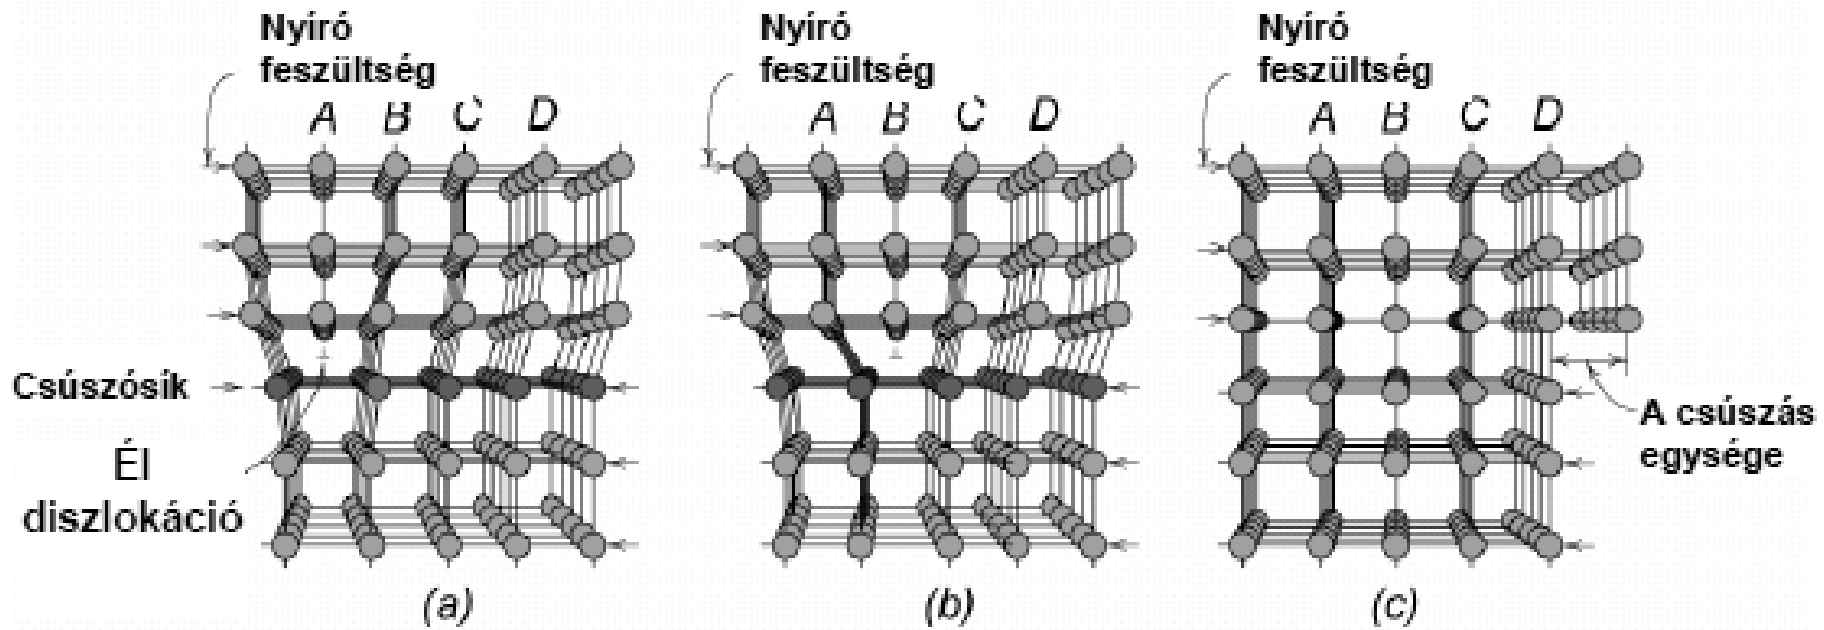 Nyíró
feszültség
A B C D
Nyíró
feszültség
A B C D
Nyíró
feszültség
A B C D
Csúszósík
Él
diszlokáció
A csúszás
egysége
(a)
(b)
(c)